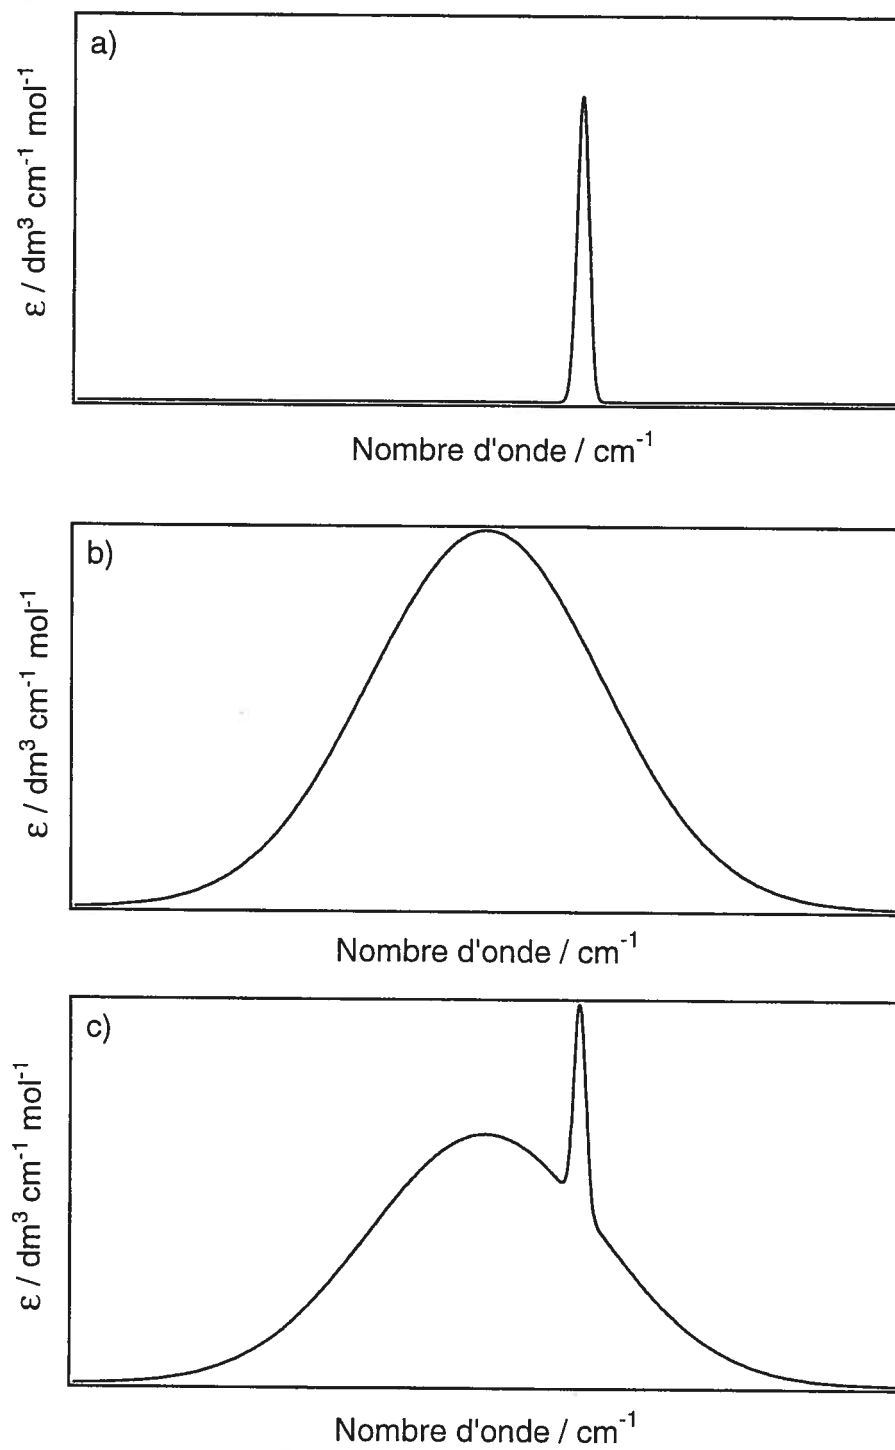 a)
ε / dm³ cm⁻¹ mol⁻¹
Nombre d'onde / cm⁻¹
b)
ε / dm³ cm⁻¹ mol⁻¹
Nombre d'onde / cm⁻¹
c)
ε / dm³ cm⁻¹ mol⁻¹
Nombre d'onde / cm⁻¹